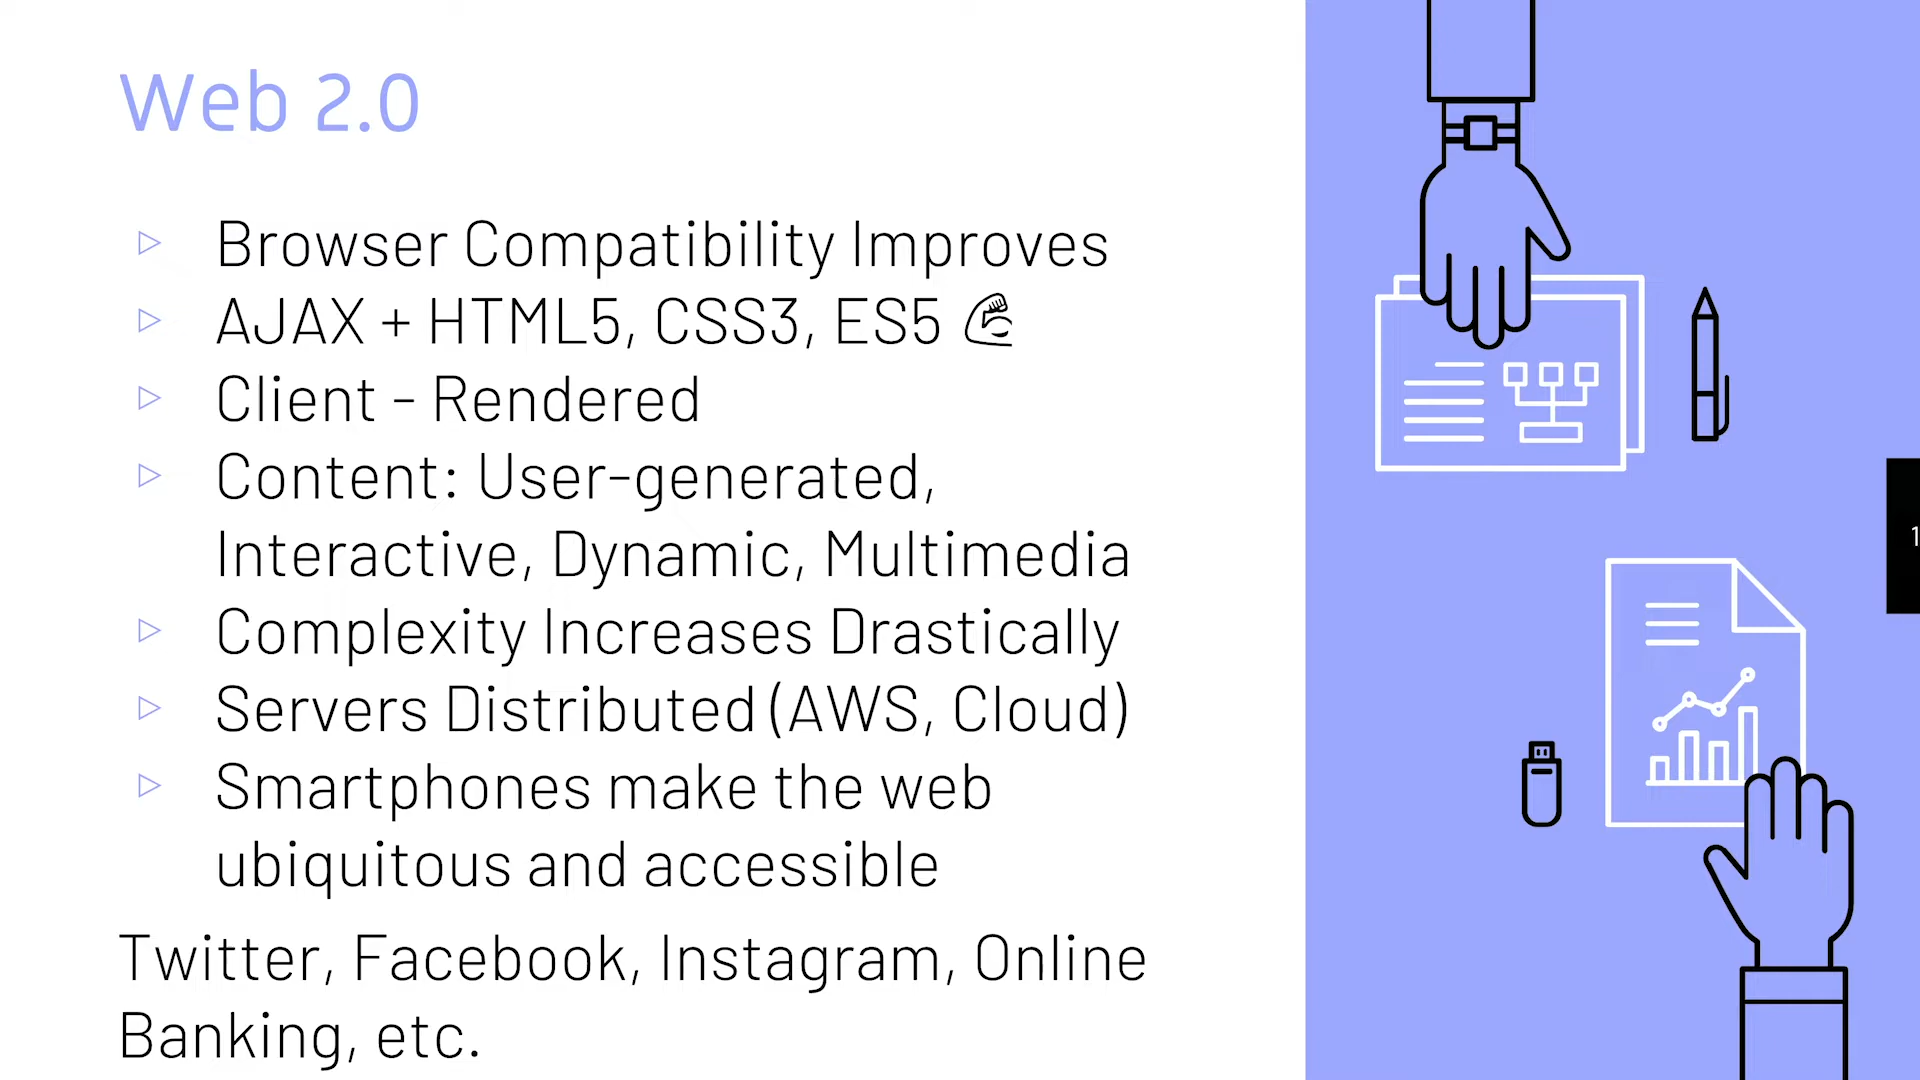 Web 2.0
▷ Browser Compatibility Improves
▷ AJAX + HTML5, CSS3, ES5 💪
▷ Client - Rendered
▷ Content: User-generated,
Interactive, Dynamic, Multimedia
▷ Complexity Increases Drastically
▷ Servers Distributed (AWS, Cloud)
▷ Smartphones make the web
ubiquitous and accessible
Twitter, Facebook, Instagram, Online
Banking, etc.